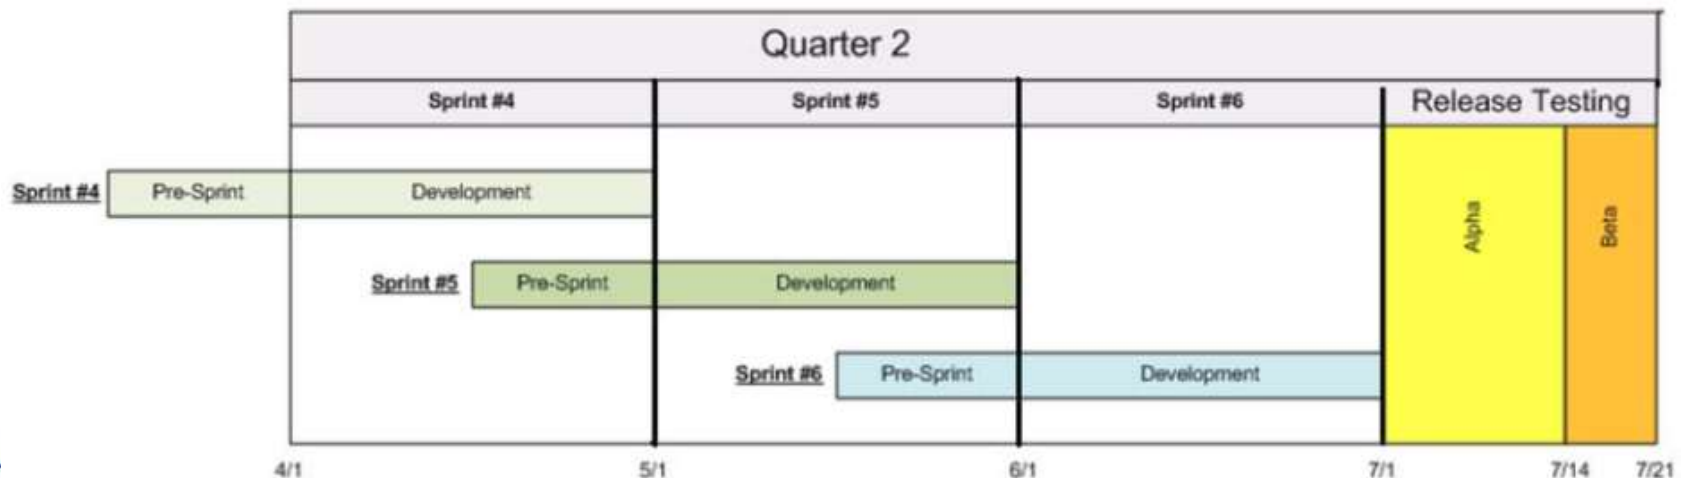 Quarter 2
Sprint #4 Sprint #5 Sprint #6 Release Testing
Sprint #4 Pre-Sprint Development
Sprint #5 Pre-Sprint Development
Sprint #6 Pre-Sprint Development
Alpha
Beta
4/1 5/1 6/1 7/1 7/14 7/21